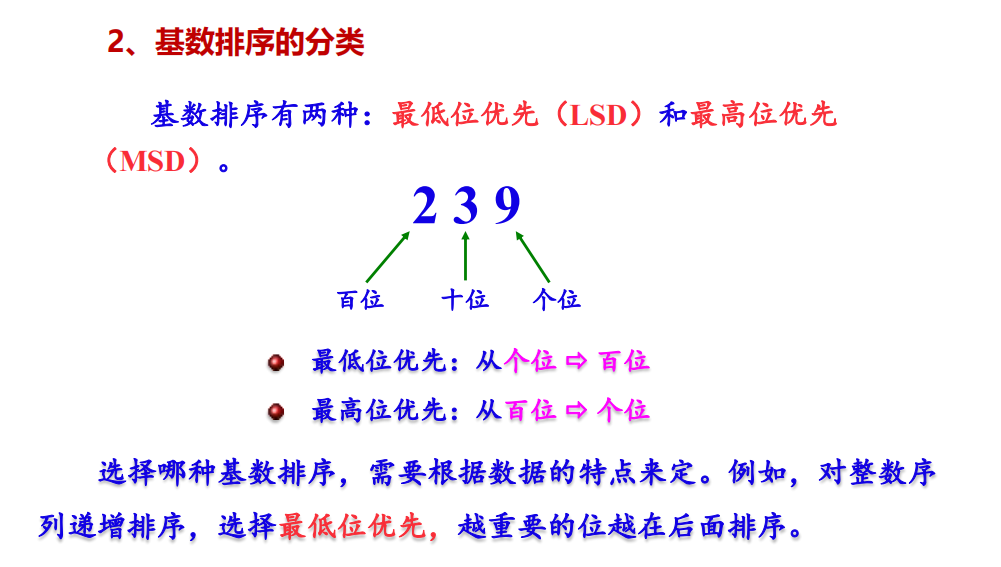 2、基数排序的分类
基数排序有两种：最低位优先（LSD）和最高位优先
（MSD）。
2 3 9
百位 十位 个位
最低位优先：从个位 ⇨ 百位
最高位优先：从百位 ⇨ 个位
选择哪种基数排序，需要根据数据的特点来定。例如，对整数序
列递增排序，选择最低位优先，越重要的位越在后面排序。